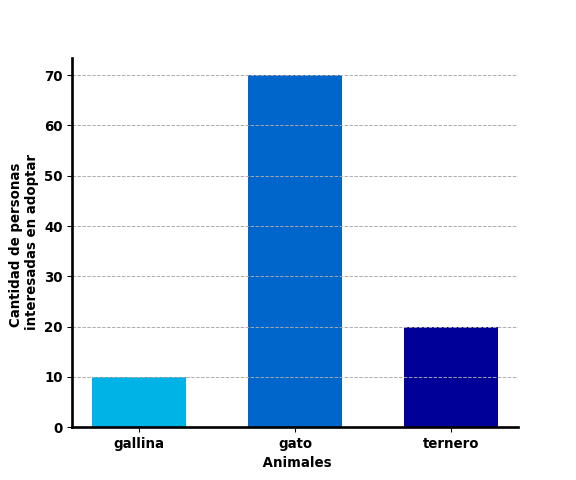 Cantidad de personas
interesadas en adoptar
70
60
50
40
30
20
10
0
gallina
gato
ternero
Animales